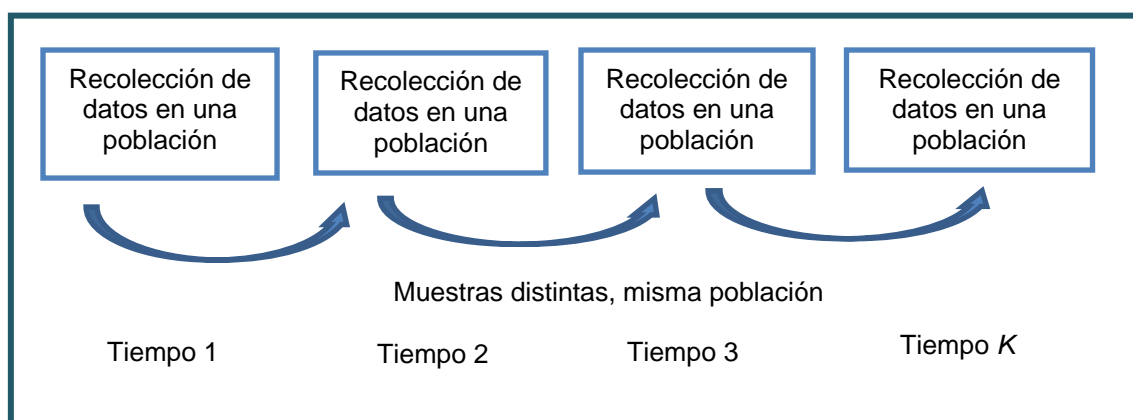 Recolección de
datos en una
población
Recolección de
datos en una
población
Recolección de
datos en una
población
Recolección de
datos en una
población
Muestras distintas, misma población
Tiempo 1
Tiempo 2
Tiempo 3
Tiempo K